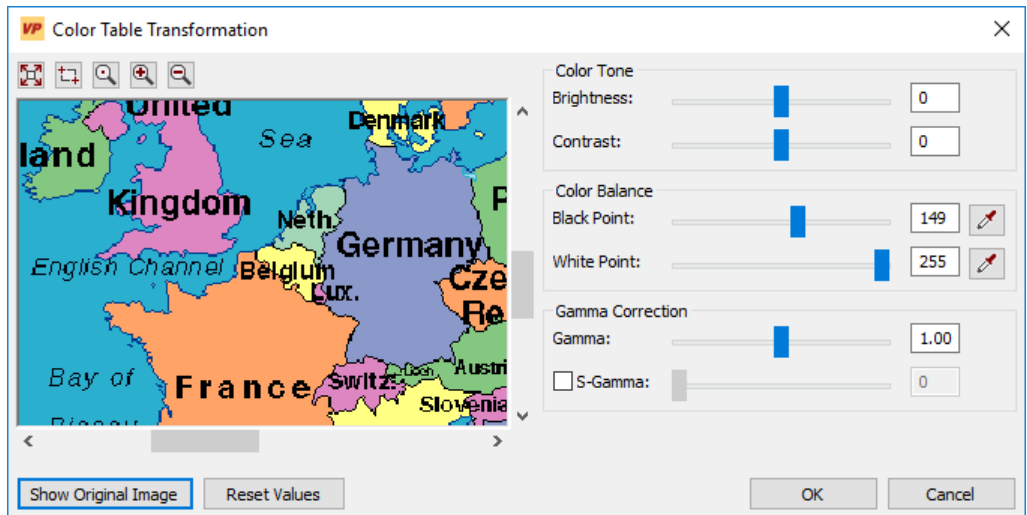 VP Color Table Transformation
United
Denmark
Sea
land
Kingdom
Neth.
P
Germany
English Channel
Belgium
Cze
Lux.
Re
Bay of
France
Switz.
Austri
Slovenia
Color Tone
Brightness: 0
Contrast: 0
Color Balance
Black Point: 149
White Point: 255
Gamma Correction
Gamma: 1.00
S-Gamma: 0
Show Original Image Reset Values OK Cancel